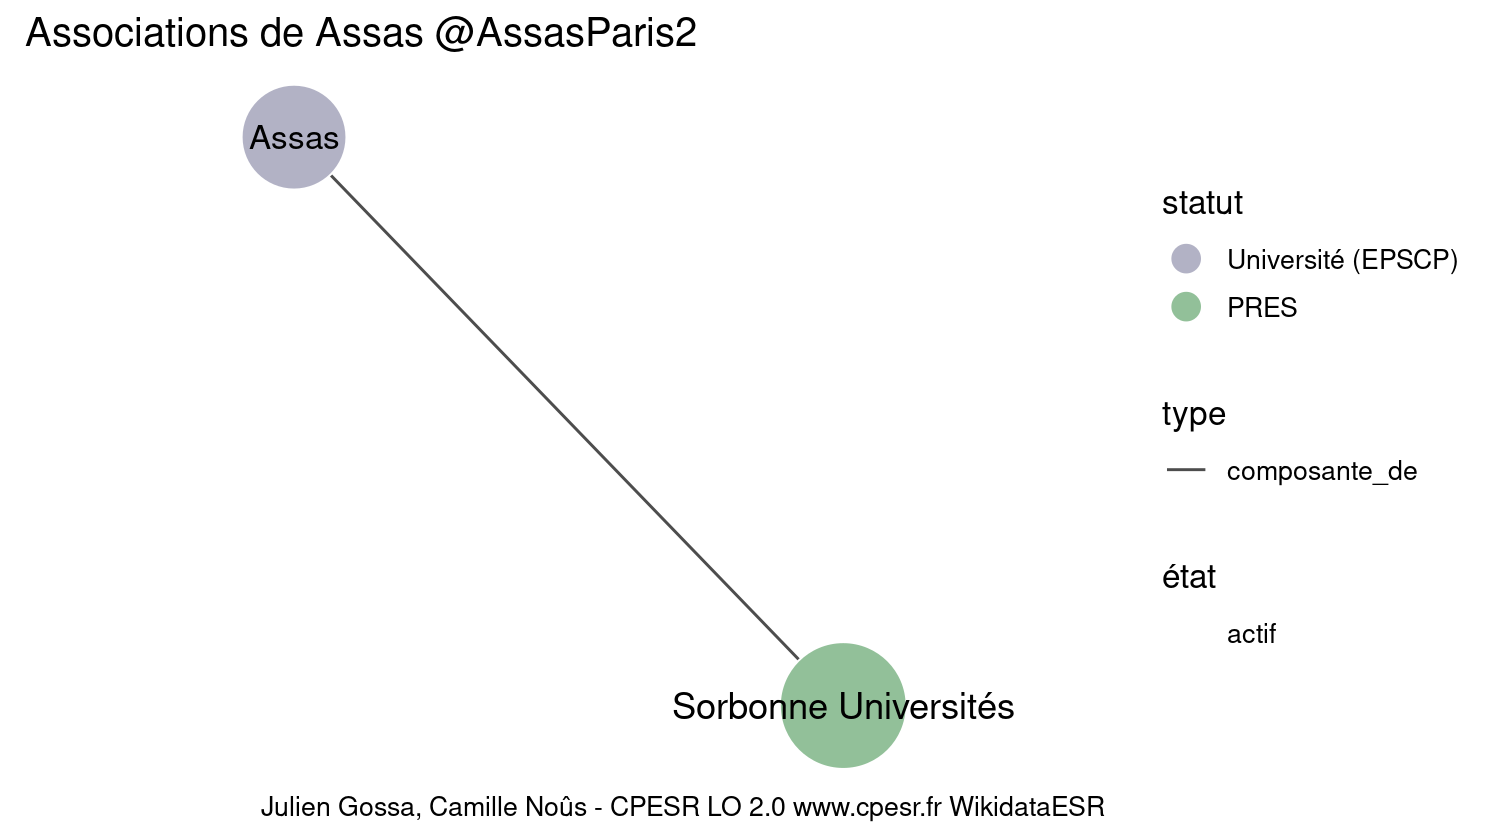 Associations de Assas @AssasParis2
Assas
statut
Université (EPSCP)
PRES
type
composante_de
état
actif
Sorbonne Universités
Julien Gossa, Camille Noûs - CPESR LO 2.0 www.cpesr.fr WikidataESR